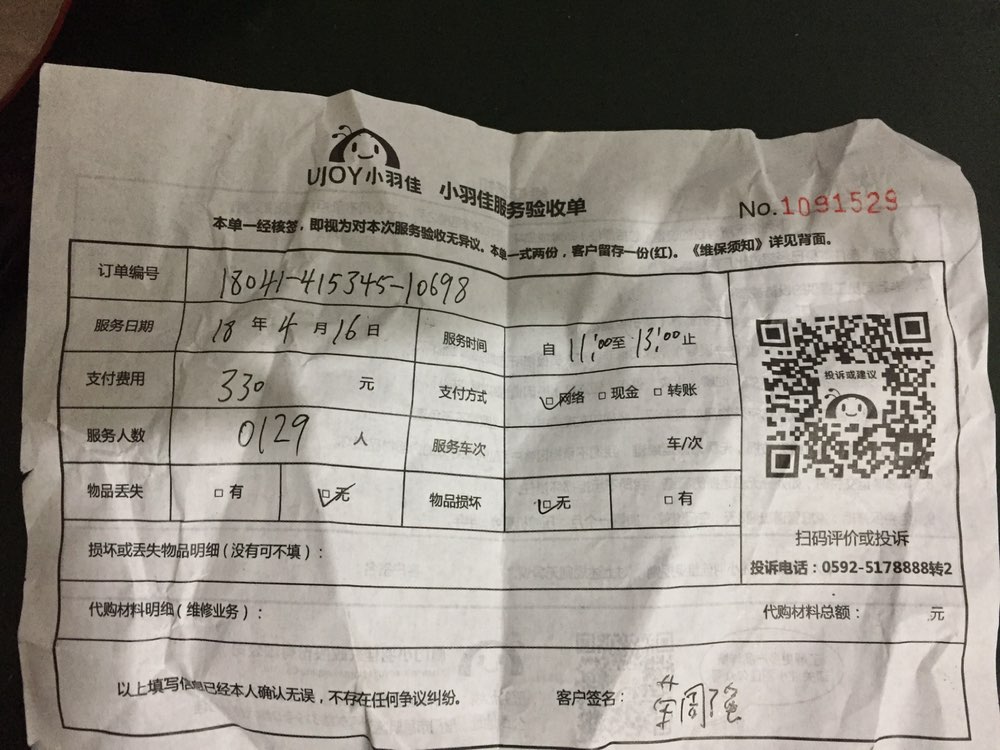 UJOY小羽佳 小羽佳服务验收单
No.1091529
本单一经核签，即视为对本次服务验收无异议。本单一式两份，客户留存一份(红)。《维保须知》详见背面。
订单编号 18041-415345-10698
服务日期 18 年 4 月 16 日 服务时间 自 11:00 至 13:00 止
支付费用 330 元 支付方式 ☑网络 □现金 □转账
服务人数 0129 人 服务车次 车/次
物品丢失 □有 ☑无 物品损坏 ☑无 □有
投诉或建议
扫码评价或投诉
投诉电话：0592-5178888转2
损坏或丢失物品明细（没有可不填）：
代购材料明细（维修业务）： 代购材料总额： 元
以上填写信息已经本人确认无误，不存在任何争议纠纷。 客户签名：